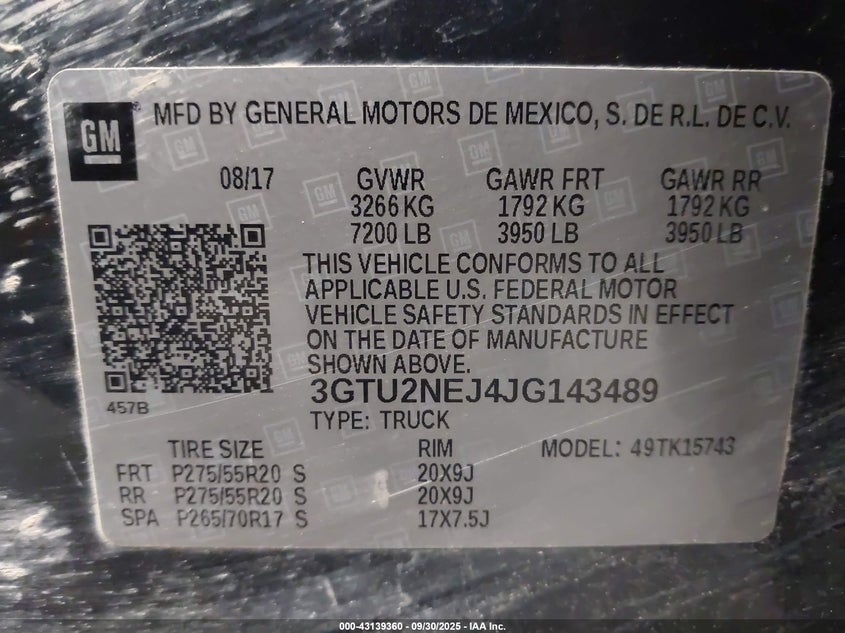 GM
MFD BY GENERAL MOTORS DE MEXICO, S. DE R.L. DE C.V.
08/17 GVWR GAWR FRT GAWR RR
3266 KG 1792 KG 1792 KG
7200 LB 3950 LB 3950 LB
THIS VEHICLE CONFORMS TO ALL
APPLICABLE U.S. FEDERAL MOTOR
VEHICLE SAFETY STANDARDS IN EFFECT
ON THE DATE OF MANUFACTURE
SHOWN ABOVE.
3GTU2NEJ4JG143489
457B
TYPE: TRUCK
TIRE SIZE RIM MODEL: 49TK15743
FRT P275/55R20 S 20X9J
RR P275/55R20 S 20X9J
SPA P265/70R17 S 17X7.5J
000-43139360 - 09/30/2025 - IAA Inc.